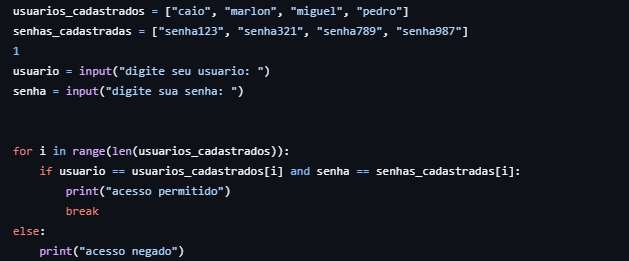 usuarios_cadastrados = ["caio", "marlon", "miguel", "pedro"]
senhas_cadastradas = ["senha123", "senha321", "senha789", "senha987"]
1
usuario = input("digite seu usuario: ")
senha = input("digite sua senha: ")
for i in range(len(usuarios_cadastrados)):
    if usuario == usuarios_cadastrados[i] and senha == senhas_cadastradas[i]:
        print("acesso permitido")
        break
else:
    print("acesso negado")